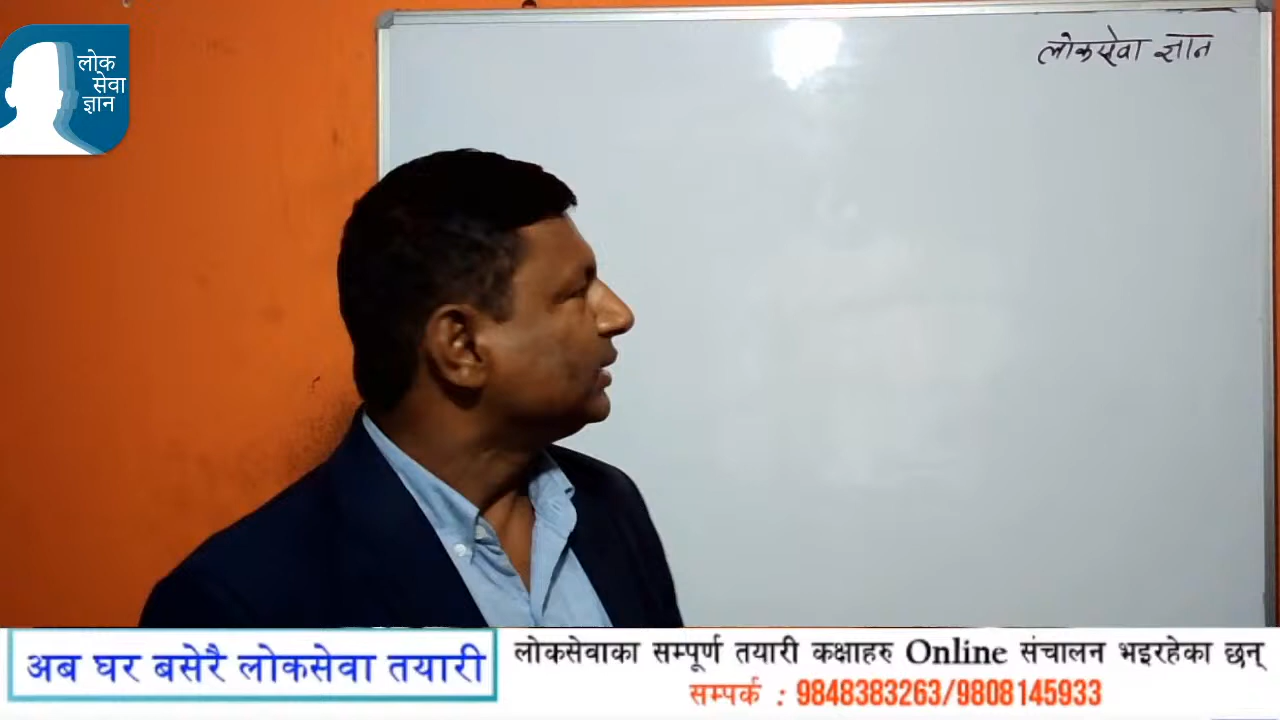 लोक
सेवा
ज्ञान
लोकसेवा ज्ञान
अब घर बसेरै लोकसेवा तयारी
लोकसेवाका सम्पूर्ण तयारी कक्षाहरु Online संचालन भइरहेका छन्
सम्पर्क : 9848383263/9808145933